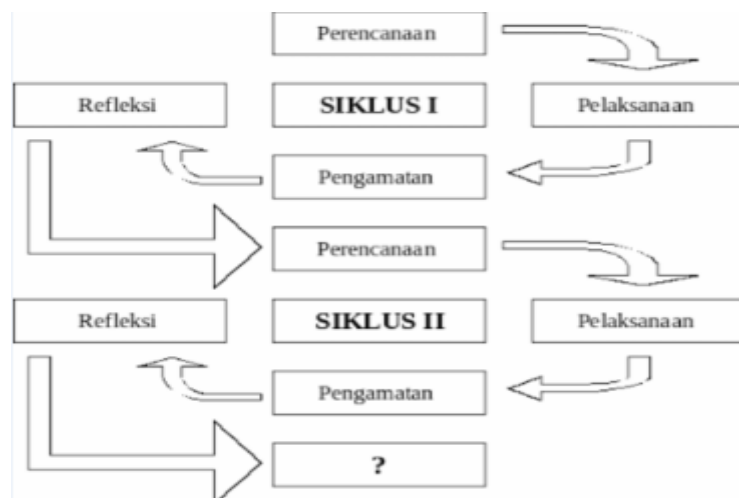 Perencanaan
Refleksi
SIKLUS I
Pelaksanaan
Pengamatan
Perencanaan
Refleksi
SIKLUS II
Pelaksanaan
Pengamatan
?